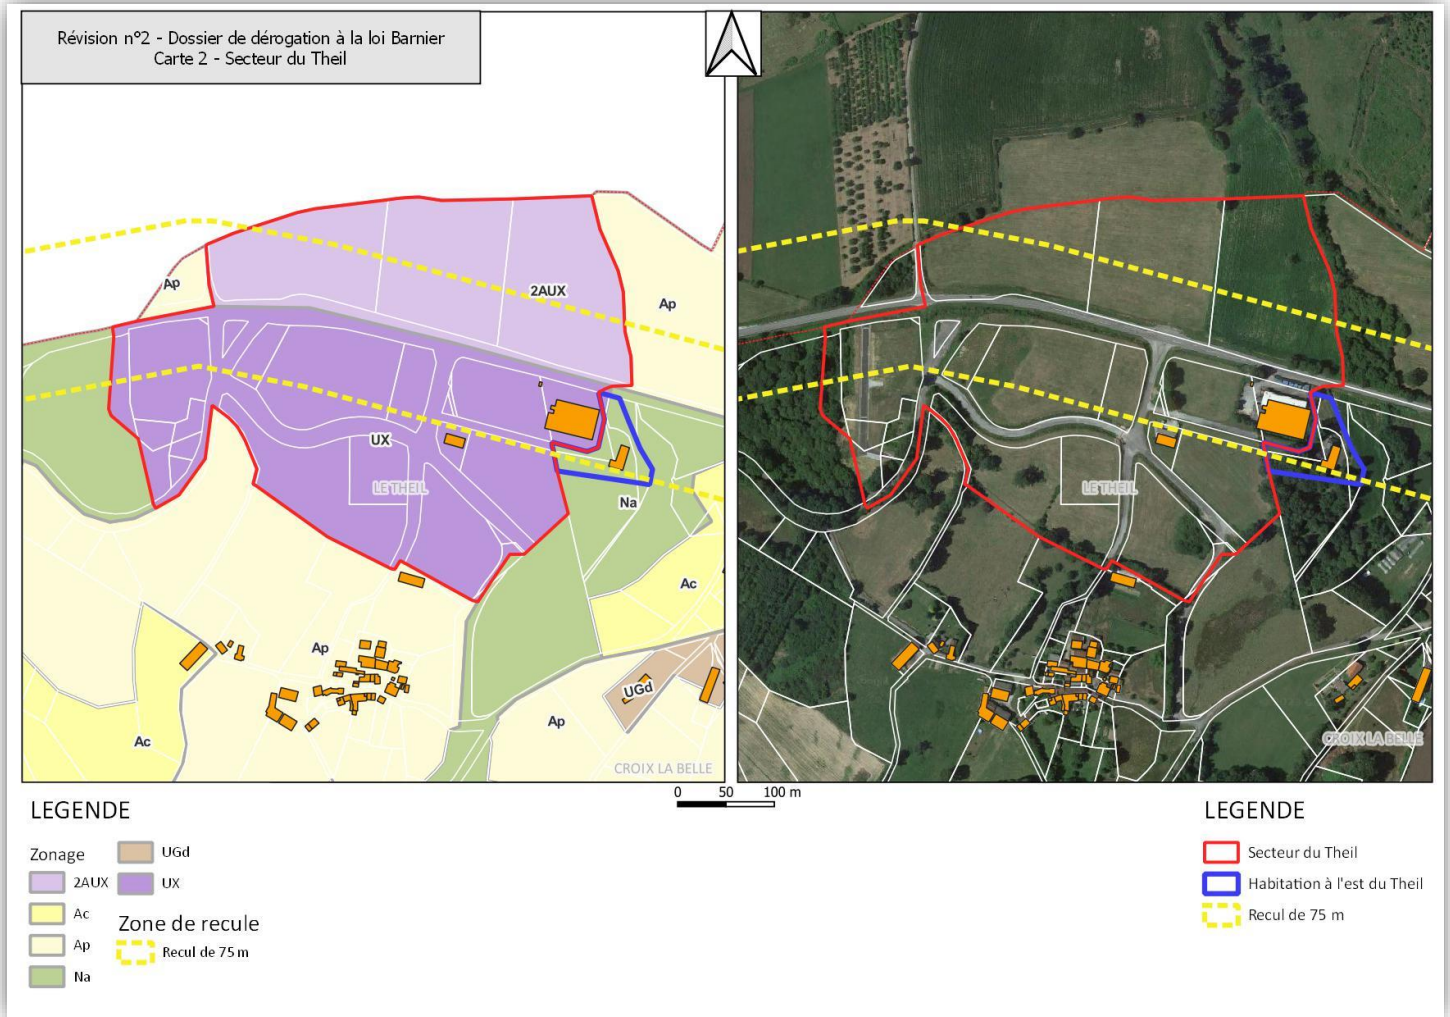 Révision n°2 - Dossier de dérogation à la loi Barnier
Carte 2 - Secteur du Theil
Ap
2AUX
Ap
UX
LE THEIL
Na
Ac
Ap
UGd
Ap
Ac
CROIX LA BELLE
LE THEIL
CROIX LA BELLE
0 50 100 m
LEGENDE
Zonage
2AUX
Ac
Ap
Na
UGd
UX
Zone de recule
Recul de 75 m
LEGENDE
Secteur du Theil
Habitation à l'est du Theil
Recul de 75 m